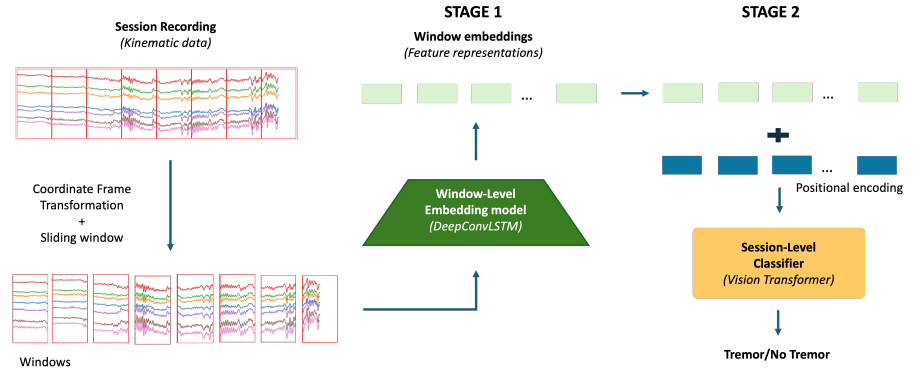 Session Recording
(Kinematic data)
Coordinate Frame
Transformation
+
Sliding window
Windows
STAGE 1
Window embeddings
(Feature representations)
...
Window-Level
Embedding model
(DeepConvLSTM)
STAGE 2
...
+
...
Positional encoding
Session-Level
Classifier
(Vision Transformer)
Tremor/No Tremor